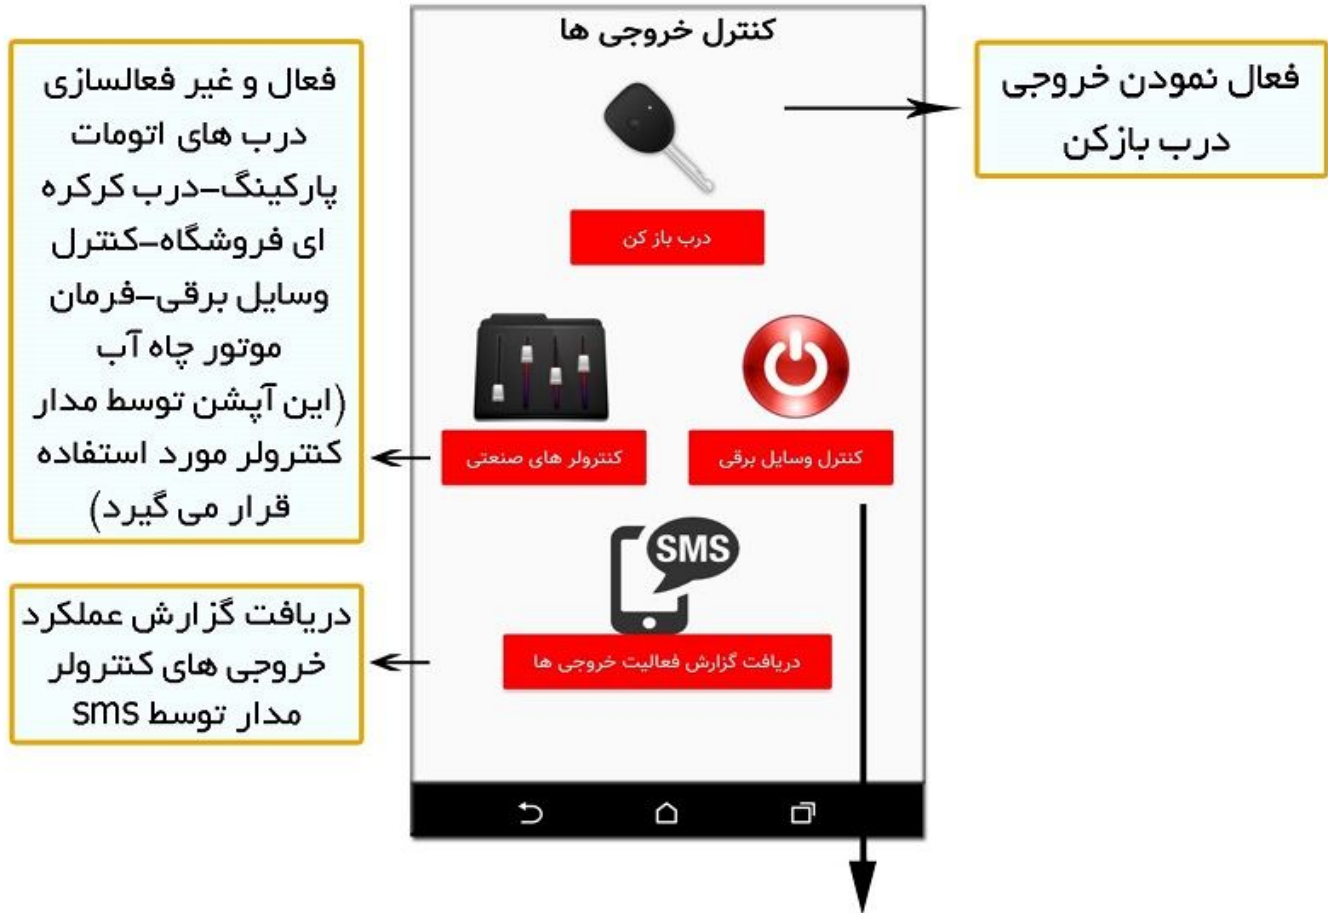 کنترل خروجی ها
فعال نمودن خروجی
درب بازکن
درب باز کن
فعال و غیر فعالسازی
درب های اتومات
پارکینگ-درب کرکره
ای فروشگاه-کنترل
وسایل برقی-فرمان
موتور چاه آب
(این آپشن توسط مدار
کنترولر مورد استفاده
قرار می گیرد)
کنترل وسایل برقی
کنترولر های صنعتی
SMS
دریافت گزارش فعالیت خروجی ها
دریافت گزارش عملکرد
خروجی های کنترولر
مدار توسط sms